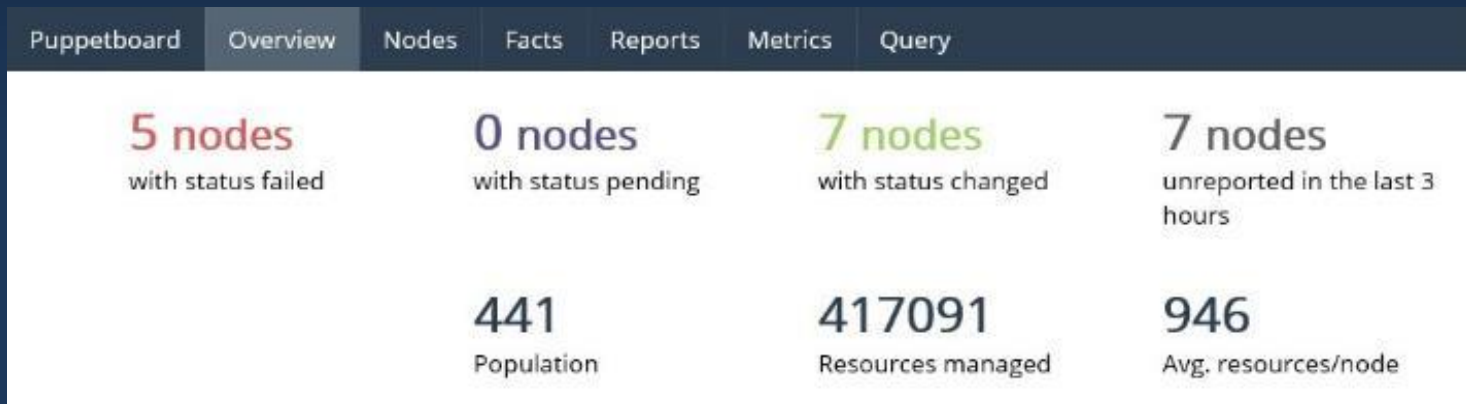 Puppetboard Overview Nodes Facts Reports Metrics Query
5 nodes
with status failed
0 nodes
with status pending
7 nodes
with status changed
7 nodes
unreported in the last 3
hours
441
Population
417091
Resources managed
946
Avg. resources/node